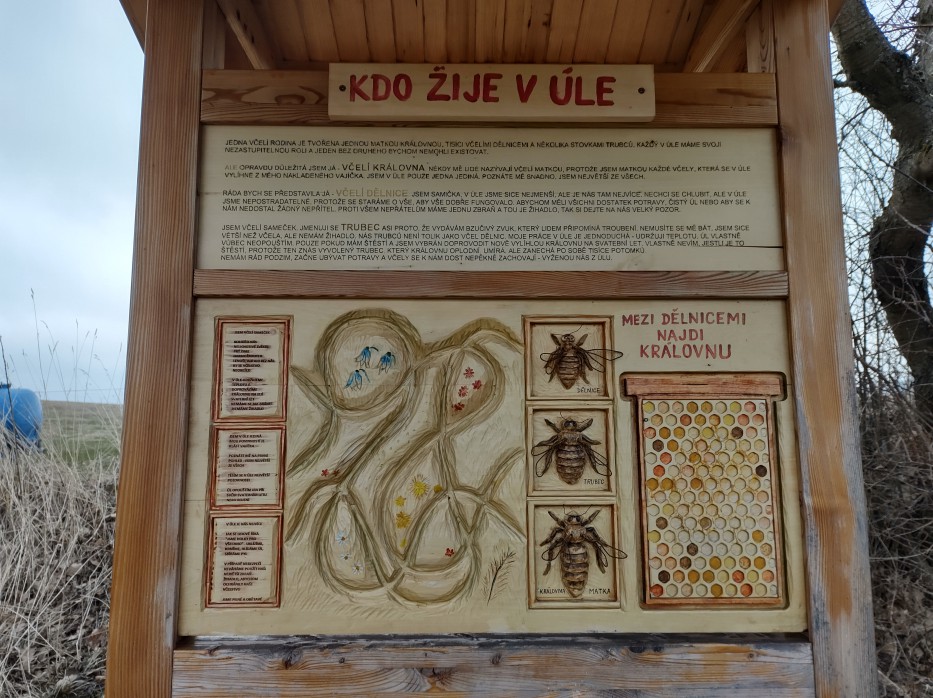 KDO ŽIJE V ÚLE
JEDNA VČELÍ RODINA JE TVOŘENA JEDNOU MATKOU KRÁLOVNOU, TISÍCI VČELÍMI DĚLNICEMI A NĚKOLIKA STOVKAMI TRUBCŮ, KAŽDÝ V ÚLE MÁME SVOJI
NEZASTUPITELNOU ROLI A JEDEN BEZ DRUHÉHO BYCHOM NEMOHLI EXISTOVAT.
ALE OPRAVDU DŮLEŽITÁ JSEM JÁ - VČELÍ KRÁLOVNA. NĚKDY MĚ LIDÉ NAZÝVAJÍ VČELÍ MATKOU, PROTOŽE JSEM MATKOU KAŽDÉ VČELY, KTERÁ SE V ÚLE
VYLÍHNE Z MÉHO NAKLADENÉHO VAJÍČKA. JSEM V ÚLE POUZE JEDNA JEDINÁ, POZNÁTE MĚ SNADNO, JSEM NEJVĚTŠÍ ZE VŠECH.
RÁDA BYCH SE PŘEDSTAVILA JÁ - VČELÍ DĚLNICE. JSEM SAMIČKA, V ÚLE JSME SICE NEJMENŠÍ, ALE JE NÁS TAM NEJVÍCE. NECHCI SE CHLUBIT, ALE V ÚLE
JSME NEPOSTRADATELNÉ, PROTOŽE SE STARÁME O VŠE, ABY VŠE DOBŘE FUNGOVALO. ABYCHOM MĚLI VŠICHNI DOSTATEK POTRAVY, ČISTÝ ÚL NEBO ABY SE K
NÁM NEDOSTAL ŽÁDNÝ NEPŘÍTEL. PROTI VŠEM NEPŘÁTELŮM MÁME JEDNU ZBRAŇ A TOU JE ŽIHADLO, TAK SI DEJTE NA NÁS VELKÝ POZOR.
JSEM VČELÍ SAMEČEK, JMENUJI SE TRUBEC ASI PROTO, ŽE VYDÁVÁM BZUČIVÝ ZVUK, KTERÝ LIDEM PŘIPOMÍNÁ TROUBENÍ. NEMUSÍTE SE MĚ BÁT, JSEM SICE
VĚTŠÍ NEŽ VČELA, ALE NEMÁM ŽIHADLO. NÁS TRUBCŮ NENÍ TOLIK JAKO VČEL DĚLNIC. MOJE PRÁCE V ÚLE JE JEDNODUCHÁ - UDRŽUJI TEPLOTU. ÚL VLASTNĚ
VŮBEC NEOPOUŠTÍM, POUZE POKUD MÁM ŠTĚSTÍ A JSEM VYBRÁN DOPROVODIT NOVĚ VYLÍHLOU KRÁLOVNU NA SVATEBNÍ LET. VLASTNĚ NEVÍM, JESTLI JE TO
ŠTĚSTÍ, PROTOŽE TEN Z NÁS VYVOLENÝ TRUBEC, KTERÝ KRÁLOVNU OPLODNÍ, UMÍRÁ, ALE ZANECHÁ PO SOBĚ TISÍCE POTOMKŮ.
NEMÁM RÁD PODZIM, ZAČNE UBÝVAT POTRAVY A VČELY SE K NÁM DOST NEPĚKNĚ ZACHOVAJÍ - VYŽENOU NÁS Z ÚLU.
MEZI DĚLNICEMI
NAJDI
KRÁLOVNU
DĚLNICE
TRUBEC
KRÁLOVNA MATKA
JSEM VČELÍ SAMEČEK